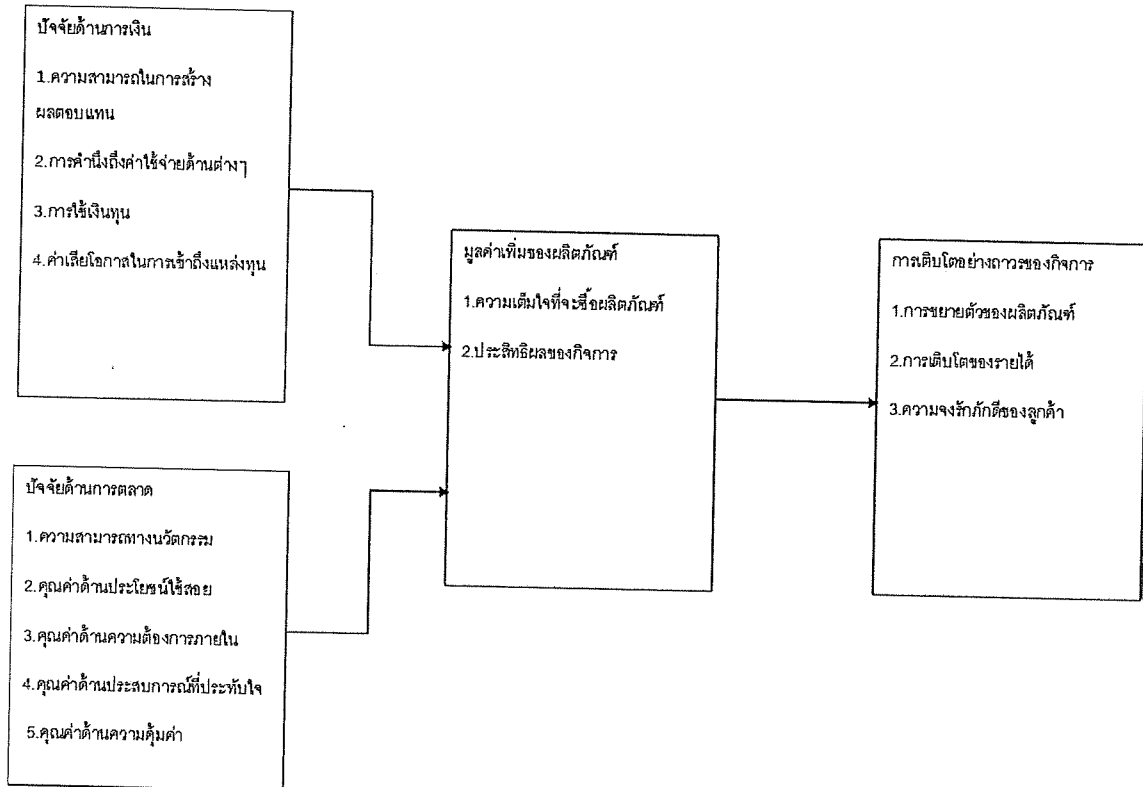 ปัจจัยด้านการเงิน
1.ความสามารถในการสร้าง
ผลตอบแทน
2.การคำนึงถึงค่าใช้จ่ายด้านต่างๆ
3.การใช้เงินทุน
4.ค่าเสียโอกาสในการเข้าถึงแหล่งทุน
ปัจจัยด้านการตลาด
1.ความสามารถทางนวัตกรรม
2.คุณค่าด้านประโยชน์ใช้สอย
3.คุณค่าด้านความต้องการภายใน
4.คุณค่าด้านประสบการณ์ที่ประทับใจ
5.คุณค่าด้านความคุ้มค่า
มูลค่าเพิ่มของผลิตภัณฑ์
1.ความเต็มใจที่จะซื้อผลิตภัณฑ์
2.ประสิทธิผลของกิจการ
การเติบโตอย่างถาวรของกิจการ
1.การขยายตัวของผลิตภัณฑ์
2.การเติบโตของรายได้
3.ความจงรักภักดีของลูกค้า